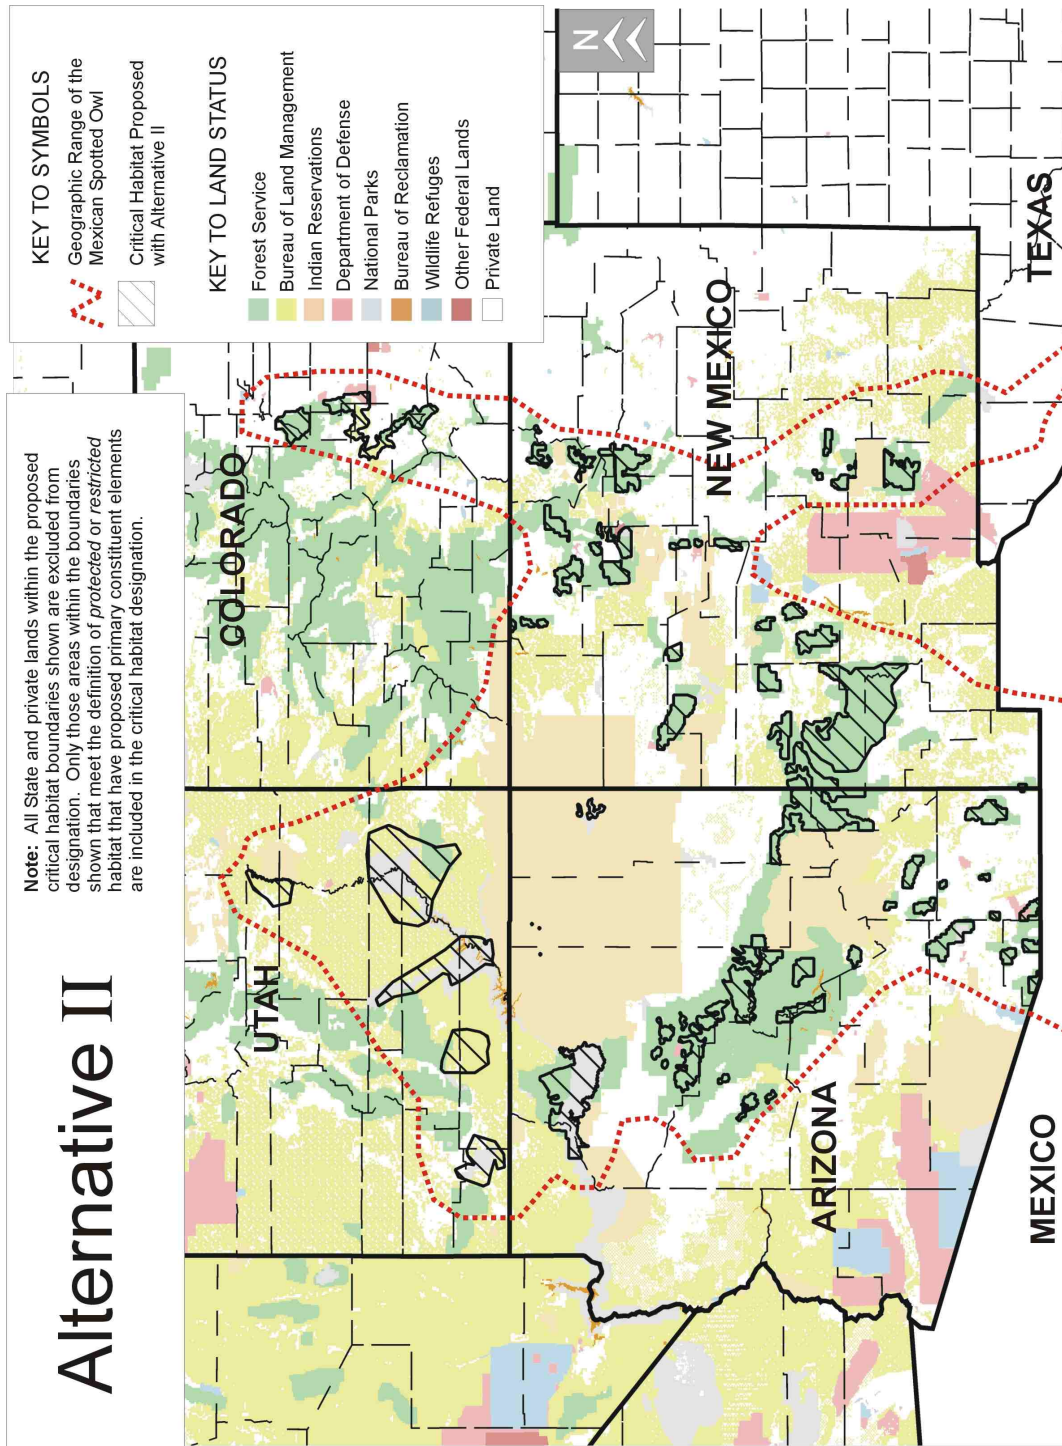 Alternative II
Note: All State and private lands within the proposed
critical habitat boundaries shown are excluded from
designation. Only those areas within the boundaries
shown that meet the definition of protected or restricted
habitat that have proposed primary constituent elements
are included in the critical habitat designation.
KEY TO SYMBOLS
Geographic Range of the
Mexican Spotted Owl
Critical Habitat Proposed
with Alternative II
KEY TO LAND STATUS
Forest Service
Bureau of Land Management
Indian Reservations
Department of Defense
National Parks
Bureau of Reclamation
Wildlife Refuges
Other Federal Lands
Private Land
N
UTAH
COLORADO
ARIZONA
NEW MEXICO
MEXICO
TEXAS